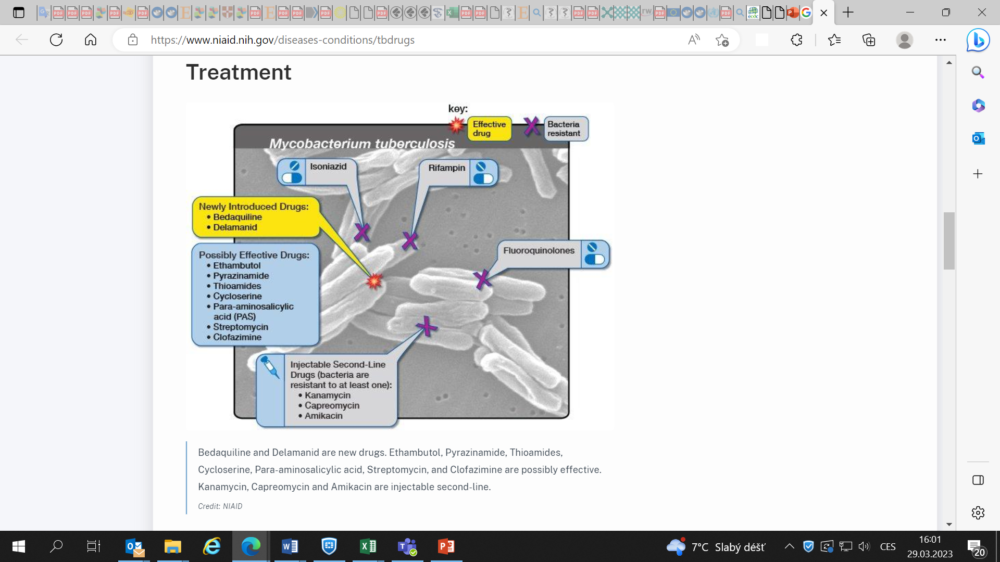 https://www.niaid.nih.gov/diseases-conditions/tbdrugs
Treatment
key:
Effective
drug
Bacteria
resistant
Mycobacterium tuberculosis
Isoniazid
Rifampin
Newly Introduced Drugs:
• Bedaquiline
• Delamanid
Fluoroquinolones
Possibly Effective Drugs:
• Ethambutol
• Pyrazinamide
• Thioamides
• Cycloserine
• Para-aminosalicylic
acid (PAS)
• Streptomycin
• Clofazimine
Injectable Second-Line
Drugs (bacteria are
resistant to at least one):
• Kanamycin
• Capreomycin
• Amikacin
Bedaquiline and Delamanid are new drugs. Ethambutol, Pyrazinamide, Thioamides,
Cycloserine, Para-aminosalicylic acid, Streptomycin, and Clofazimine are possibly effective.
Kanamycin, Capreomycin and Amikacin are injectable second-line.
Credit: NIAID
7°C Slabý déšť
CES
16:01
29.03.2023
20